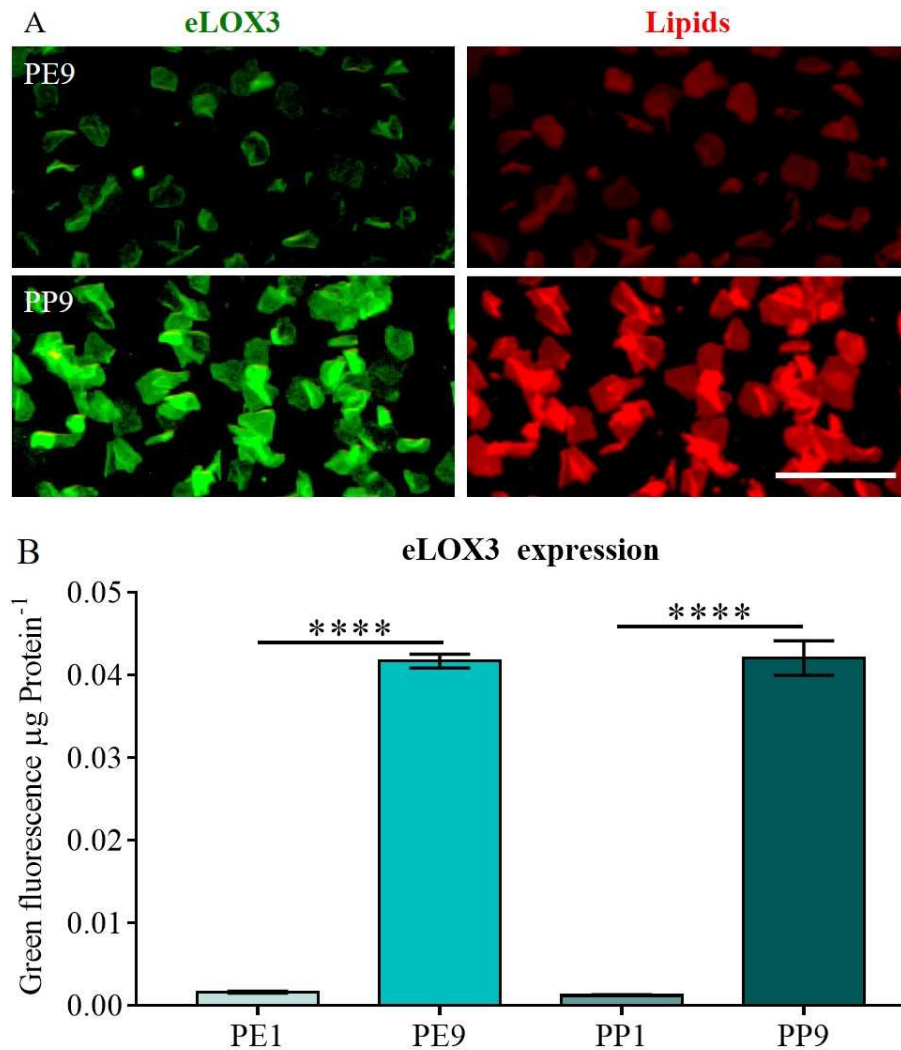 A
eLOX3
Lipids
PE9
PP9
B
eLOX3 expression
Green fluorescence µg Protein⁻¹
0.05
0.04
0.03
0.02
0.01
0.00
****
****
PE1 PE9 PP1 PP9